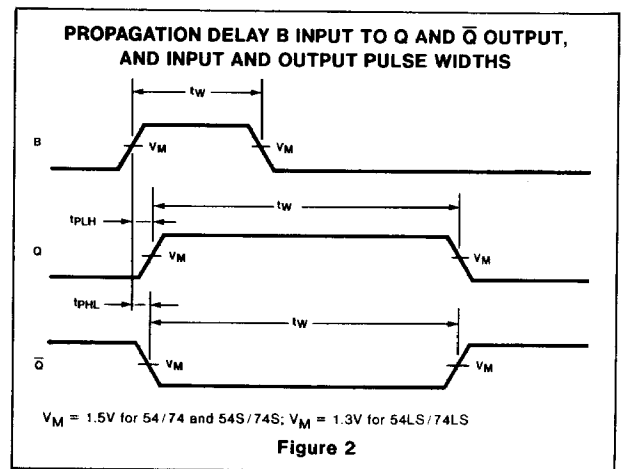 PROPAGATION DELAY B INPUT TO Q AND Q̅ OUTPUT,
AND INPUT AND OUTPUT PULSE WIDTHS
tW
B
VM
VM
tPLH
tW
Q
VM
VM
tPHL
tW
Q̅
VM
VM
VM = 1.5V for 54/74 and 54S/74S; VM = 1.3V for 54LS/74LS
Figure 2